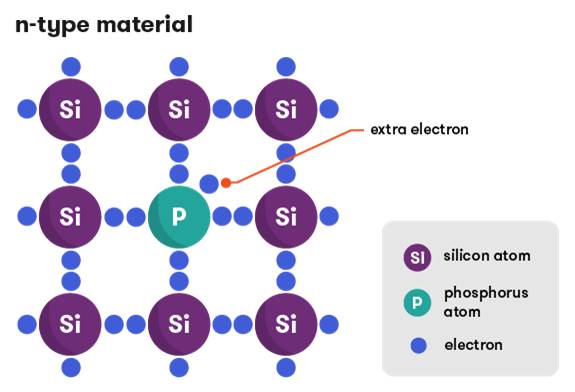 n-type material
Si Si Si
extra electron
Si P Si
SI silicon atom
P phosphorus
atom
electron
Si Si Si